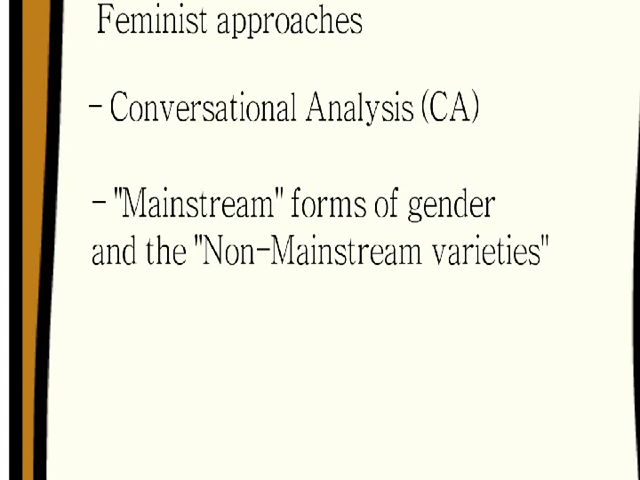 Feminist approaches
- Conversational Analysis (CA)
- "Mainstream" forms of gender
and the "Non-Mainstream varieties"